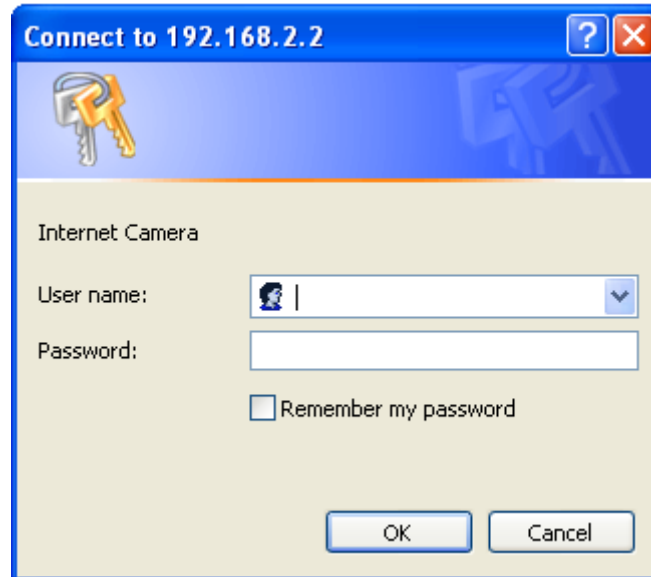 Connect to 192.168.2.2
Internet Camera
User name:
Password:
Remember my password
OK Cancel